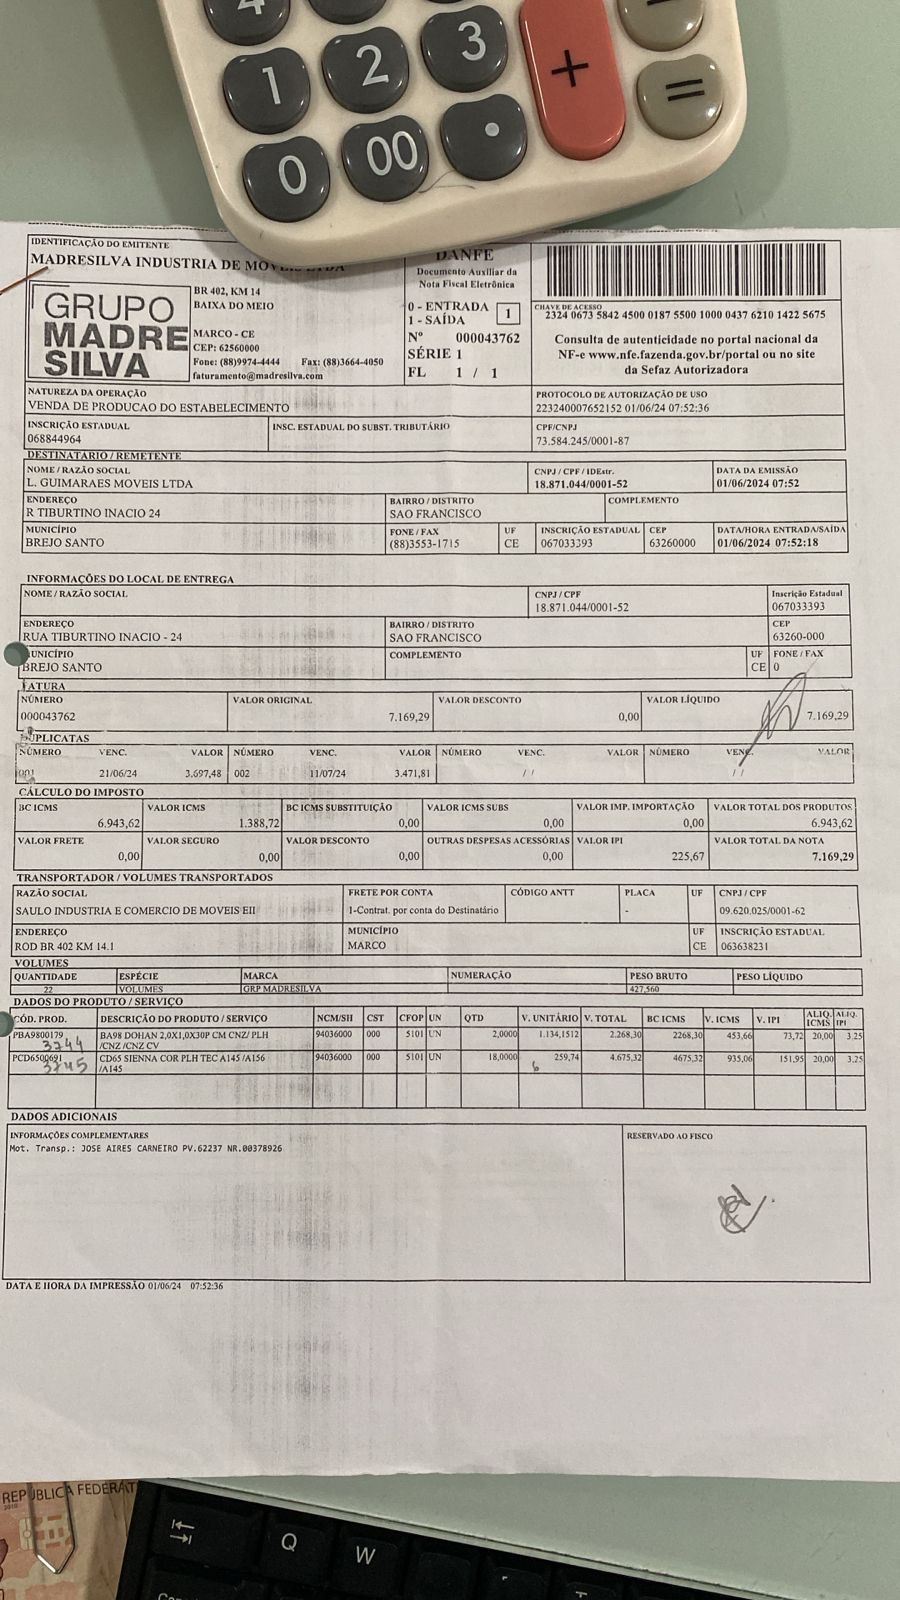 4
1 2 3 + =
0 00 .
IDENTIFICAÇÃO DO EMITENTE
MADRESILVA INDUSTRIA DE MOVEIS LTDA
GRUPO
MADRE
SILVA
BR 402, KM 14
BAIXA DO MEIO
MARCO - CE
CEP: 62560000
Fone: (88)9974-4444 Fax: (88)3664-4050
faturamento@madresilva.com
DANFE
Documento Auxiliar da
Nota Fiscal Eletrônica
0 - ENTRADA
1 - SAÍDA 1
Nº 000043762
SÉRIE 1
FL 1 / 1
CHAVE DE ACESSO
2324 0673 5842 4500 0187 5500 1000 0437 6210 1422 5675
Consulta de autenticidade no portal nacional da
NF-e www.nfe.fazenda.gov.br/portal ou no site
da Sefaz Autorizadora
NATUREZA DA OPERAÇÃO
VENDA DE PRODUCAO DO ESTABELECIMENTO
PROTOCOLO DE AUTORIZAÇÃO DE USO
223240007652152 01/06/24 07:52:36
INSCRIÇÃO ESTADUAL INSC. ESTADUAL DO SUBST. TRIBUTÁRIO CPF/CNPJ
068844964 73.584.245/0001-87
DESTINATÁRIO / REMETENTE
NOME / RAZÃO SOCIAL CNPJ / CPF / IDEstr. DATA DA EMISSÃO
L. GUIMARAES MOVEIS LTDA 18.871.044/0001-52 01/06/2024 07:52
ENDEREÇO BAIRRO / DISTRITO COMPLEMENTO
R TIBURTINO INACIO 24 SAO FRANCISCO
MUNICÍPIO FONE / FAX UF INSCRIÇÃO ESTADUAL CEP DATA/HORA ENTRADA/SAÍDA
BREJO SANTO (88)3553-1715 CE 067033393 63260000 01/06/2024 07:52:18
INFORMAÇÕES DO LOCAL DE ENTREGA
NOME / RAZÃO SOCIAL CNPJ / CPF Inscrição Estadual
18.871.044/0001-52 067033393
ENDEREÇO BAIRRO / DISTRITO CEP
RUA TIBURTINO INACIO - 24 SAO FRANCISCO 63260-000
MUNICÍPIO COMPLEMENTO UF FONE / FAX
BREJO SANTO CE 0
FATURA
NÚMERO VALOR ORIGINAL VALOR DESCONTO VALOR LÍQUIDO
000043762 7.169,29 0,00 7.169,29
DUPLICATAS
NÚMERO VENC. VALOR NÚMERO VENC. VALOR NÚMERO VENC. VALOR NÚMERO VENC. VALOR
001 21/06/24 3.697,48 002 11/07/24 3.471,81 / / / /
CÁLCULO DO IMPOSTO
BC ICMS VALOR ICMS BC ICMS SUBSTITUIÇÃO VALOR ICMS SUBS VALOR IMP. IMPORTAÇÃO VALOR TOTAL DOS PRODUTOS
6.943,62 1.388,72 0,00 0,00 0,00 6.943,62
VALOR FRETE VALOR SEGURO VALOR DESCONTO OUTRAS DESPESAS ACESSÓRIAS VALOR IPI VALOR TOTAL DA NOTA
0,00 0,00 0,00 0,00 225,67 7.169,29
TRANSPORTADOR / VOLUMES TRANSPORTADOS
RAZÃO SOCIAL FRETE POR CONTA CÓDIGO ANTT PLACA UF CNPJ / CPF
SAULO INDUSTRIA E COMERCIO DE MOVEIS EII 1-Contrat. por conta do Destinatário - 09.620.025/0001-62
ENDEREÇO MUNICÍPIO UF INSCRIÇÃO ESTADUAL
ROD BR 402 KM 14.1 MARCO CE 063638231
VOLUMES
QUANTIDADE ESPÉCIE MARCA NUMERAÇÃO PESO BRUTO PESO LÍQUIDO
22 VOLUMES GRP MADRESILVA 427,560
DADOS DO PRODUTO / SERVIÇO
CÓD. PROD. DESCRIÇÃO DO PRODUTO / SERVIÇO NCM/SH CST CFOP UN QTD V. UNITÁRIO V. TOTAL BC ICMS V. ICMS V. IPI ALIQ. ICMS ALIQ. IPI
PBA9800179 BA98 DOHAN 2,0X1,0X30P CM CNZ/ PLH 94036000 000 5101 UN 2,0000 1.134,1512 2.268,30 2268,30 453,66 73,72 20,00 3.25
3744 /CNZ /CNZ CV
PCD6500691 CD65 SIENNA COR PLH TEC A145 /A156 94036000 000 5101 UN 18,0000 259,74 4.675,32 4675,32 935,06 151,95 20,00 3.25
3745 /A145 6
DADOS ADICIONAIS
INFORMAÇÕES COMPLEMENTARES RESERVADO AO FISCO
Mot. Transp.: JOSE AIRES CARNEIRO PV.62237 NR.00378926
DATA E HORA DA IMPRESSÃO 01/06/24 07:52:36
REPÚBLICA FEDERAT
Q W